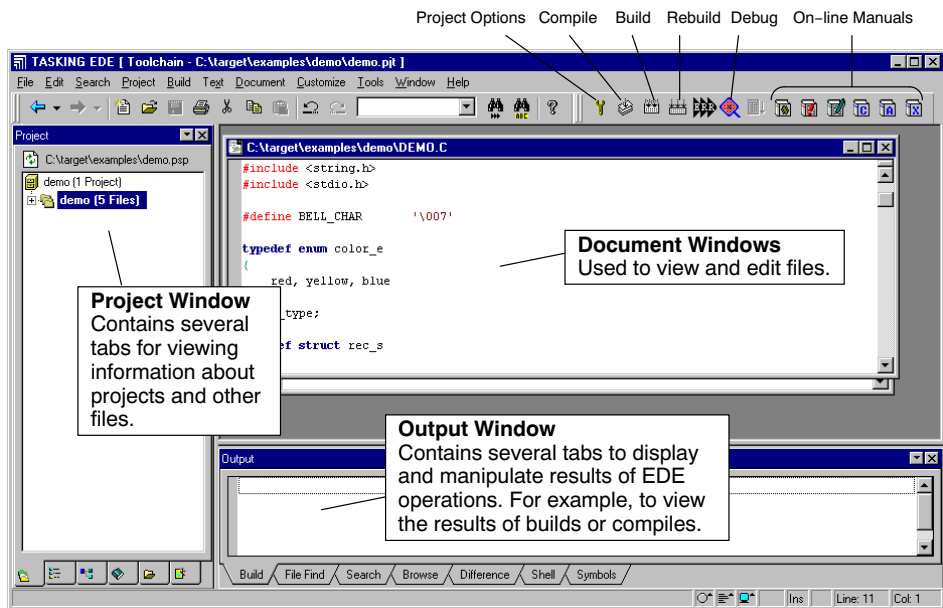 Project Options Compile Build Rebuild Debug On-line Manuals
TASKING EDE [ Toolchain - C:\target\examples\demo\demo.pjt ]
File Edit Search Project Build Text Document Customize Tools Window Help
Project
C:\target\examples\demo.psp
demo (1 Project)
demo (5 Files)
C:\target\examples\demo\DEMO.C
#include <string.h>
#include <stdio.h>
#define BELL_CHAR '\007'
typedef enum color_e
{
red, yellow, blue
_type;
ef struct rec_s
Document Windows
Used to view and edit files.
Project Window
Contains several
tabs for viewing
information about
projects and other
files.
Output Window
Contains several tabs to display
and manipulate results of EDE
operations. For example, to view
the results of builds or compiles.
Output
Build File Find Search Browse Difference Shell Symbols
Ins Line: 11 Col: 1